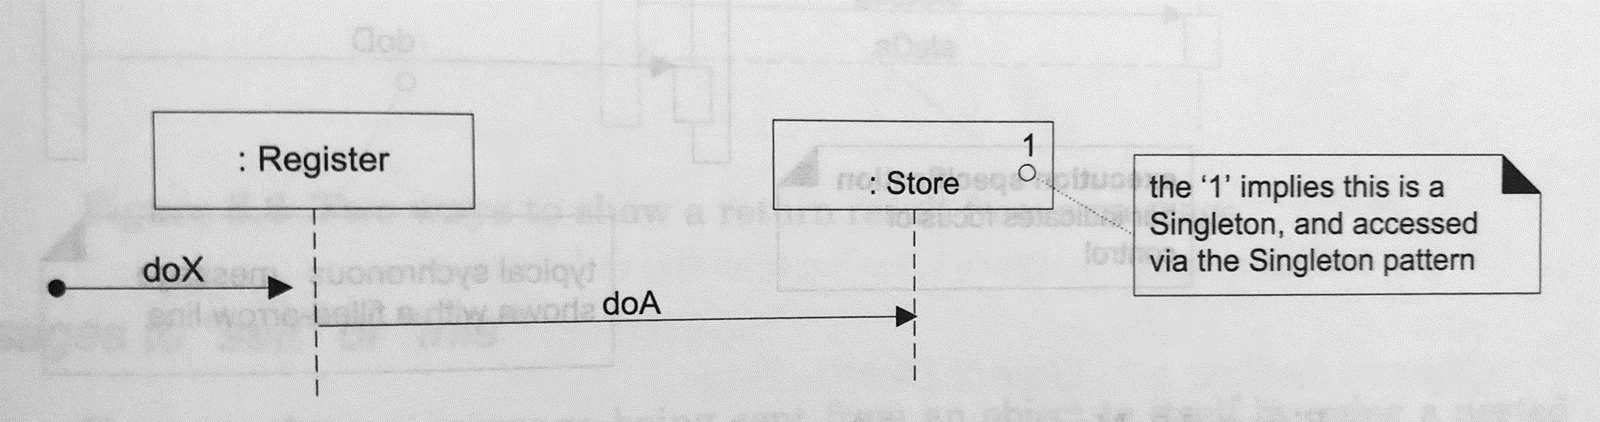 : Register
1
: Store
the ‘1’ implies this is a
Singleton, and accessed
via the Singleton pattern
doX
doA